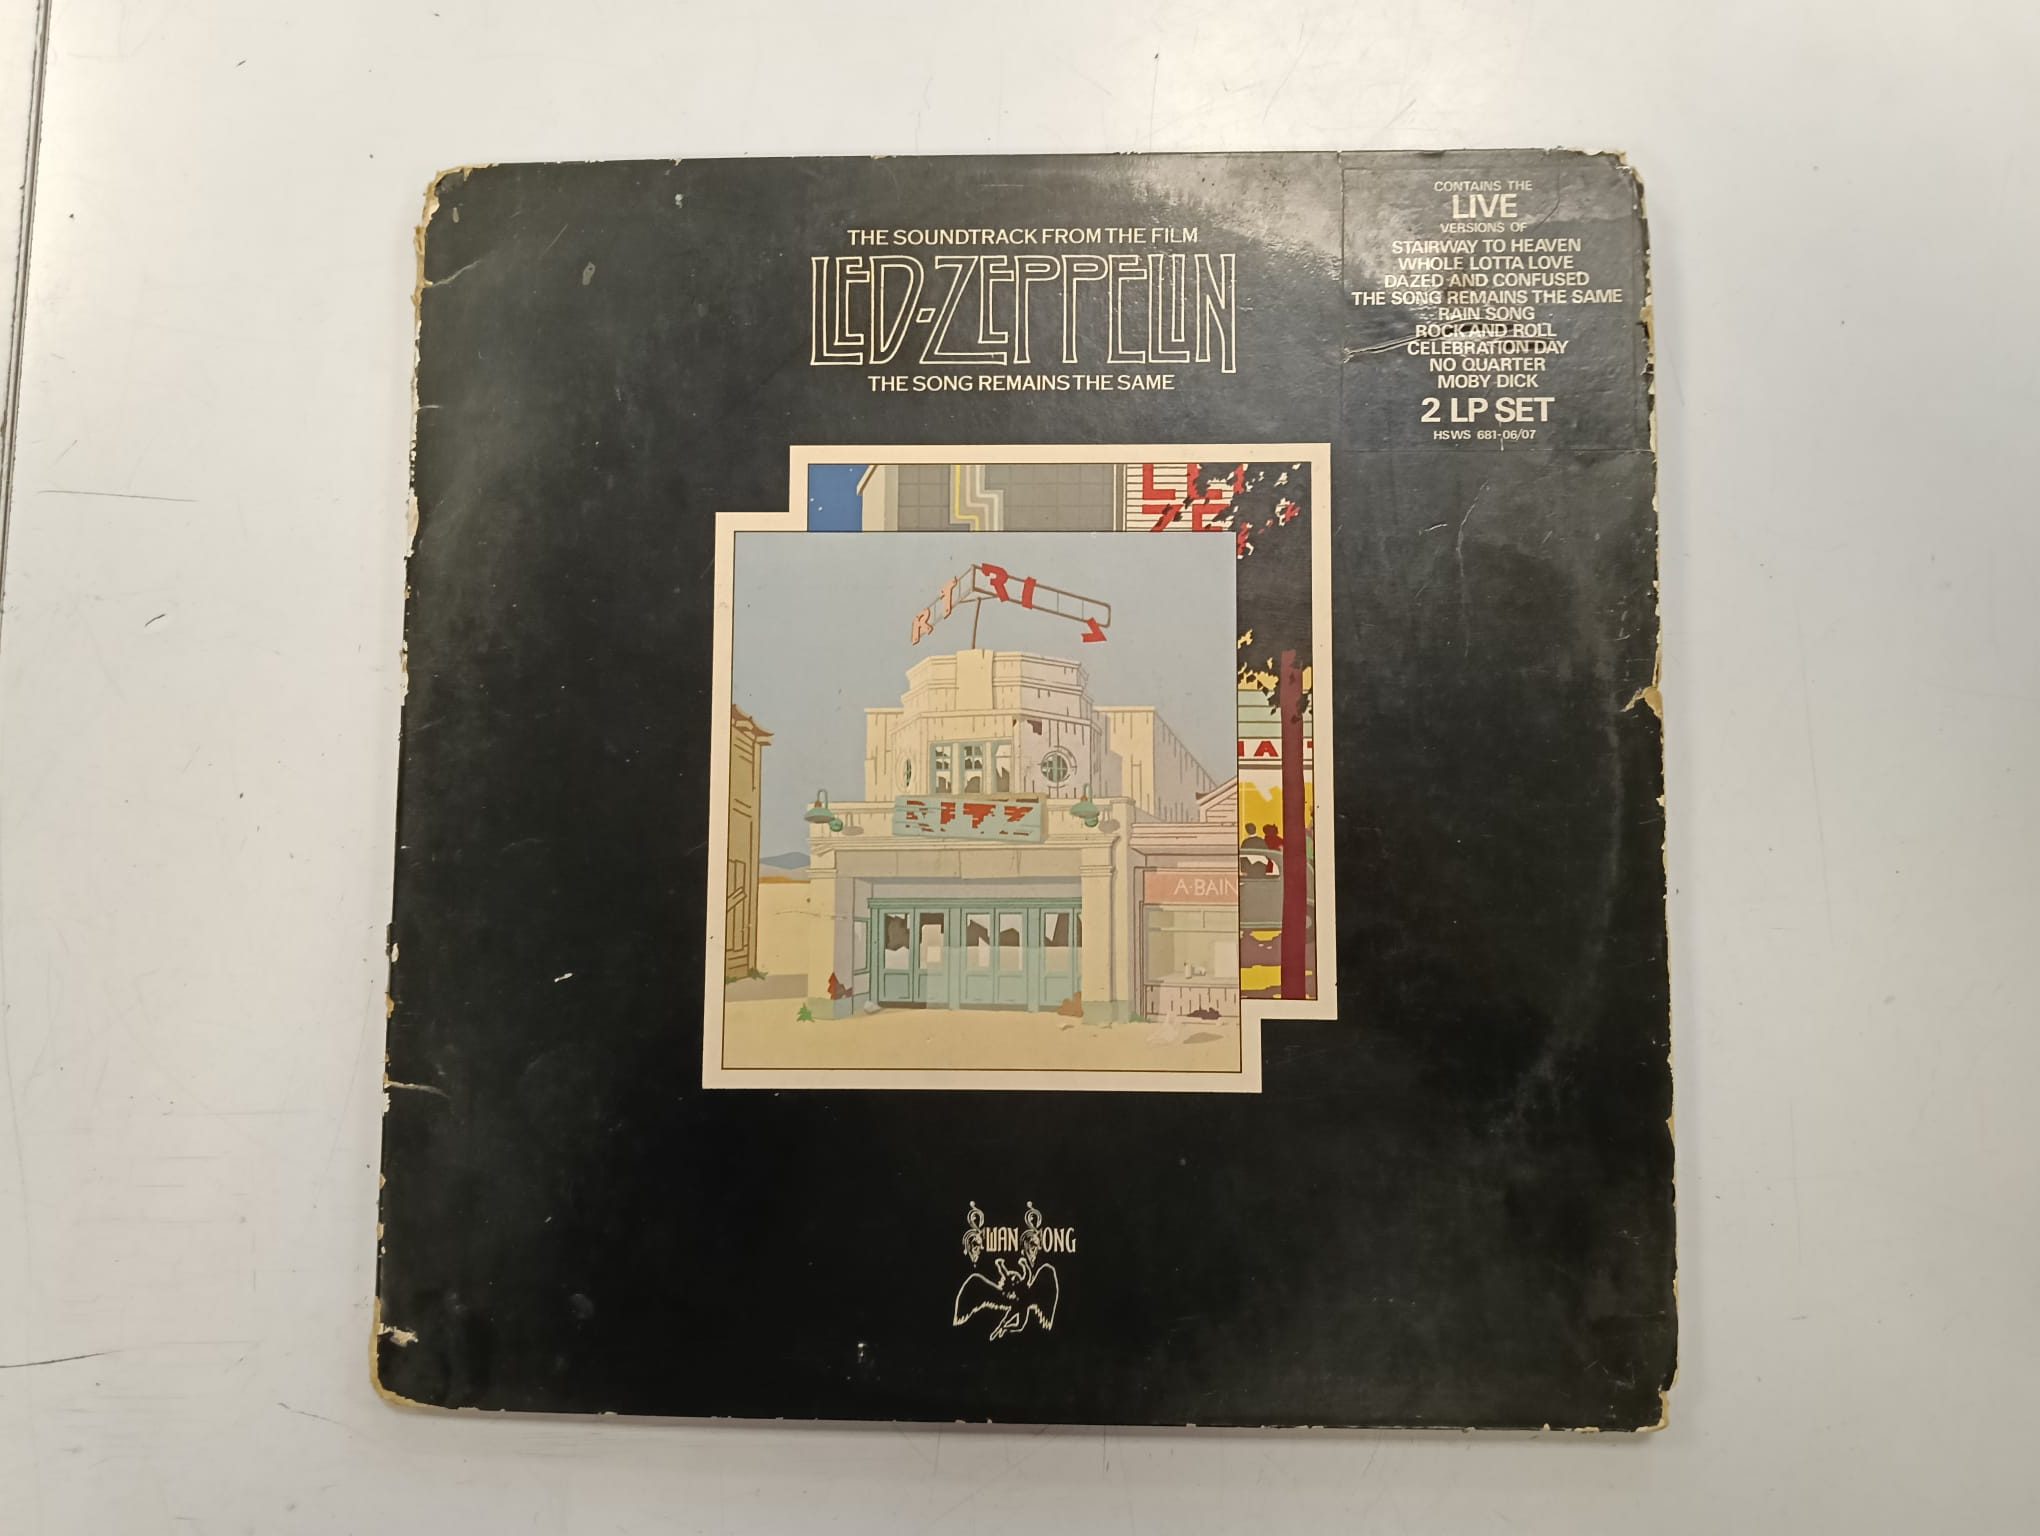 THE SOUNDTRACK FROM THE FILM
LED-ZEPPELIN
THE SONG REMAINS THE SAME
CONTAINS THE
LIVE
VERSIONS OF
STAIRWAY TO HEAVEN
WHOLE LOTTA LOVE
DAZED AND CONFUSED
THE SONG REMAINS THE SAME
RAIN SONG
ROCK AND ROLL
CELEBRATION DAY
NO QUARTER
MOBY DICK
2 LP SET
HSWS 681-06/07
RITZ
A·BAIN
SWAN SONG